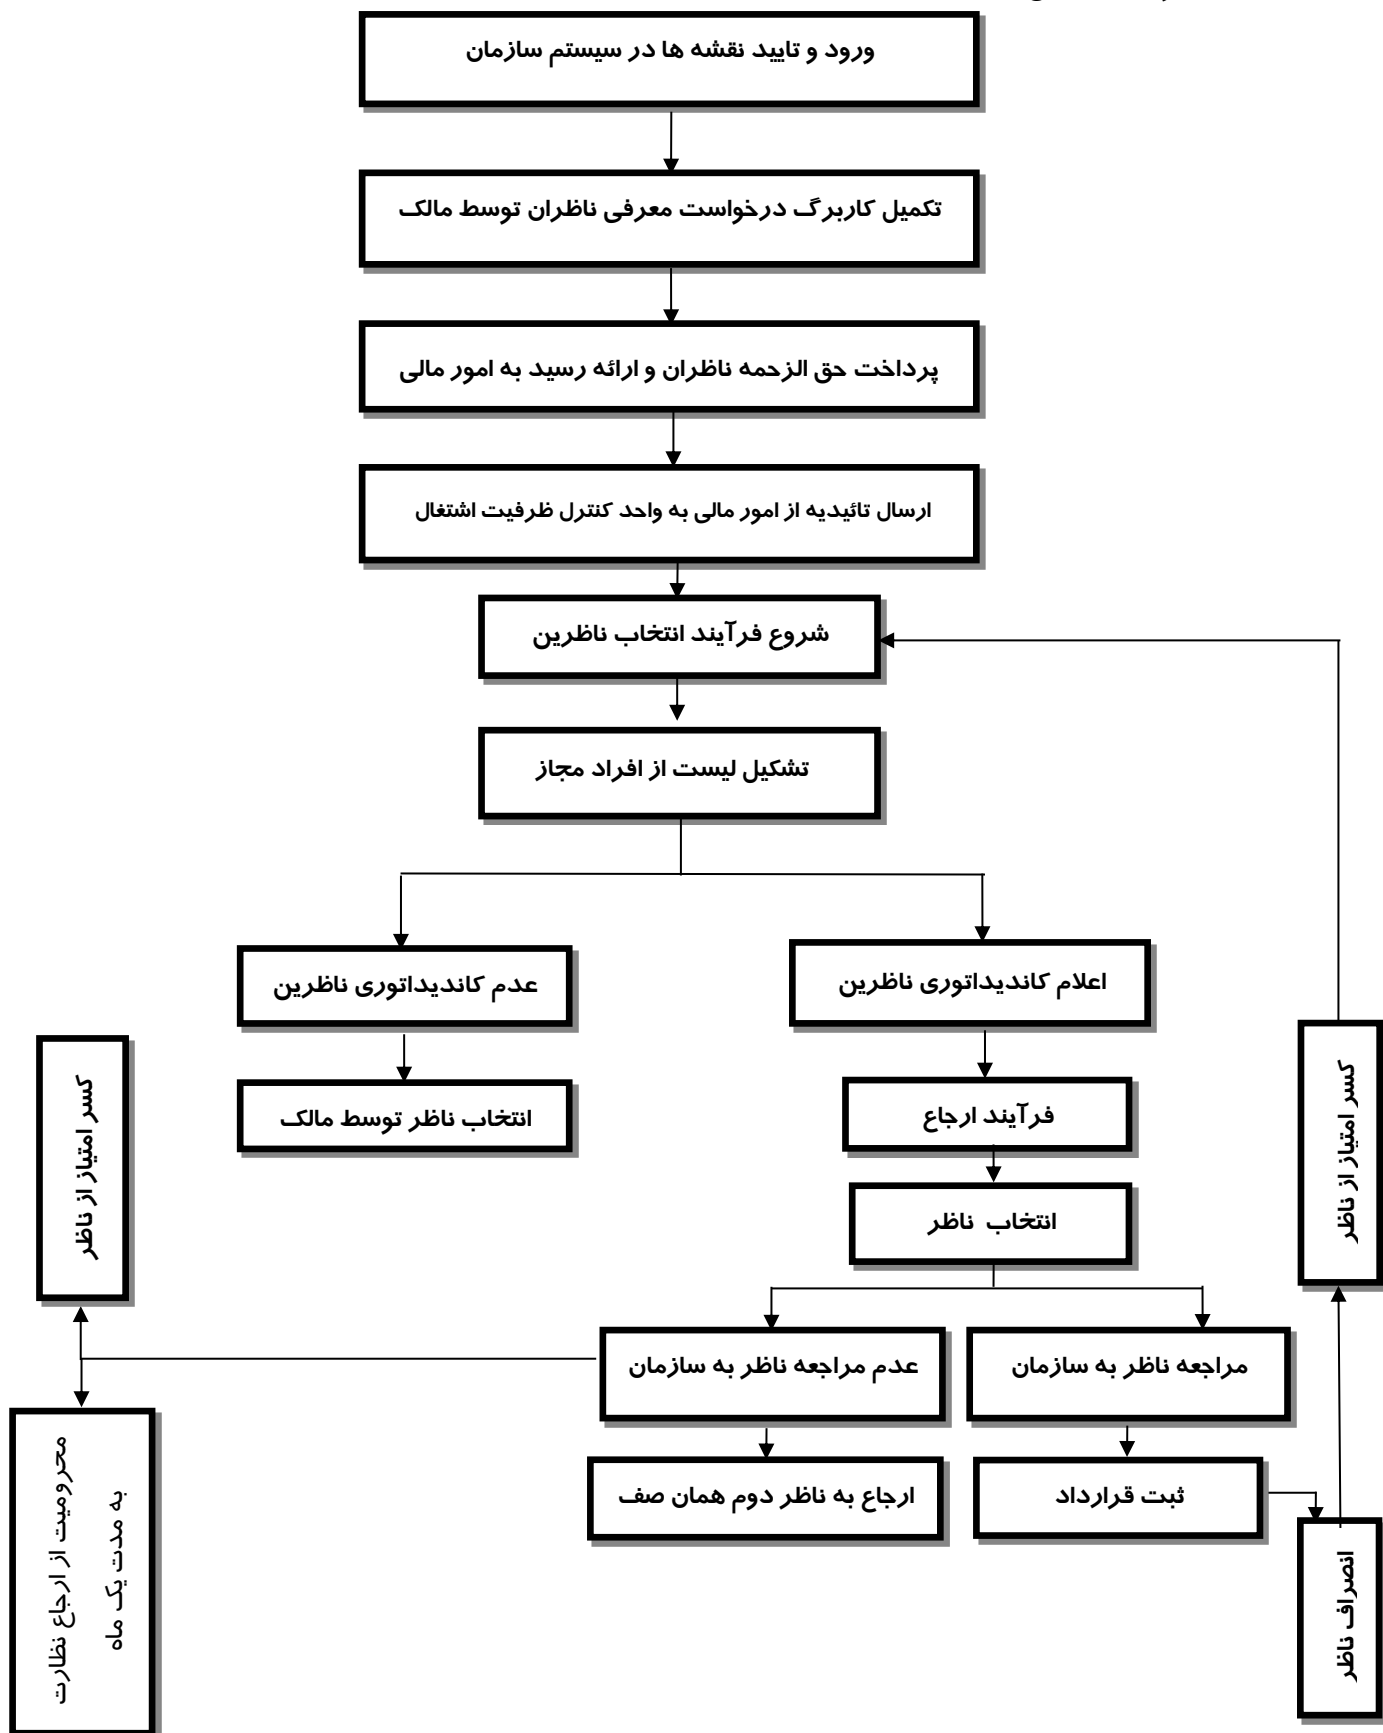 ورود و تایید نقشه ها در سیستم سازمان
تکمیل کاربرگ درخواست معرفی ناظران توسط مالک
پرداخت حق الزحمه ناظران و ارائه رسید به امور مالی
ارسال تائیدیه از امور مالی به واحد کنترل ظرفیت اشتغال
شروع فرآیند انتخاب ناظرین
تشکیل لیست از افراد مجاز
اعلام کاندیداتوری ناظرین
عدم کاندیداتوری ناظرین
کسر امتیاز از ناظر
فرآیند ارجاع
انتخاب ناظر توسط مالک
کسر امتیاز از ناظر
انتخاب ناظر
مراجعه ناظر به سازمان
عدم مراجعه ناظر به سازمان
ثبت قرارداد
ارجاع به ناظر دوم همان صف
انصراف ناظر
محرومیت از ارجاع نظارت
به مدت یک ماه